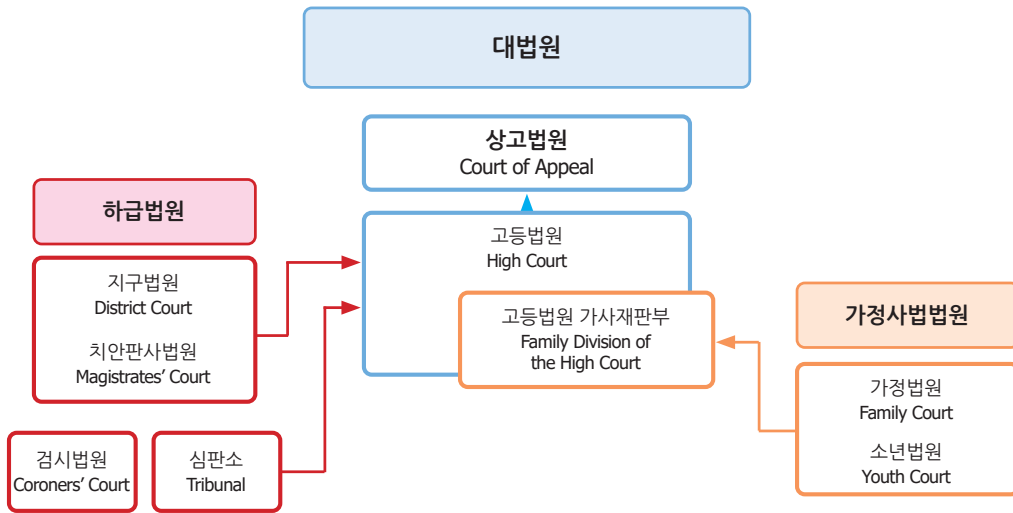 대법원
상고법원
Court of Appeal
하급법원
지구법원
District Court
치안판사법원
Magistrates’ Court
검시법원
Coroners’ Court
심판소
Tribunal
고등법원
High Court
고등법원 가사재판부
Family Division of
the High Court
가정사법법원
가정법원
Family Court
소년법원
Youth Court